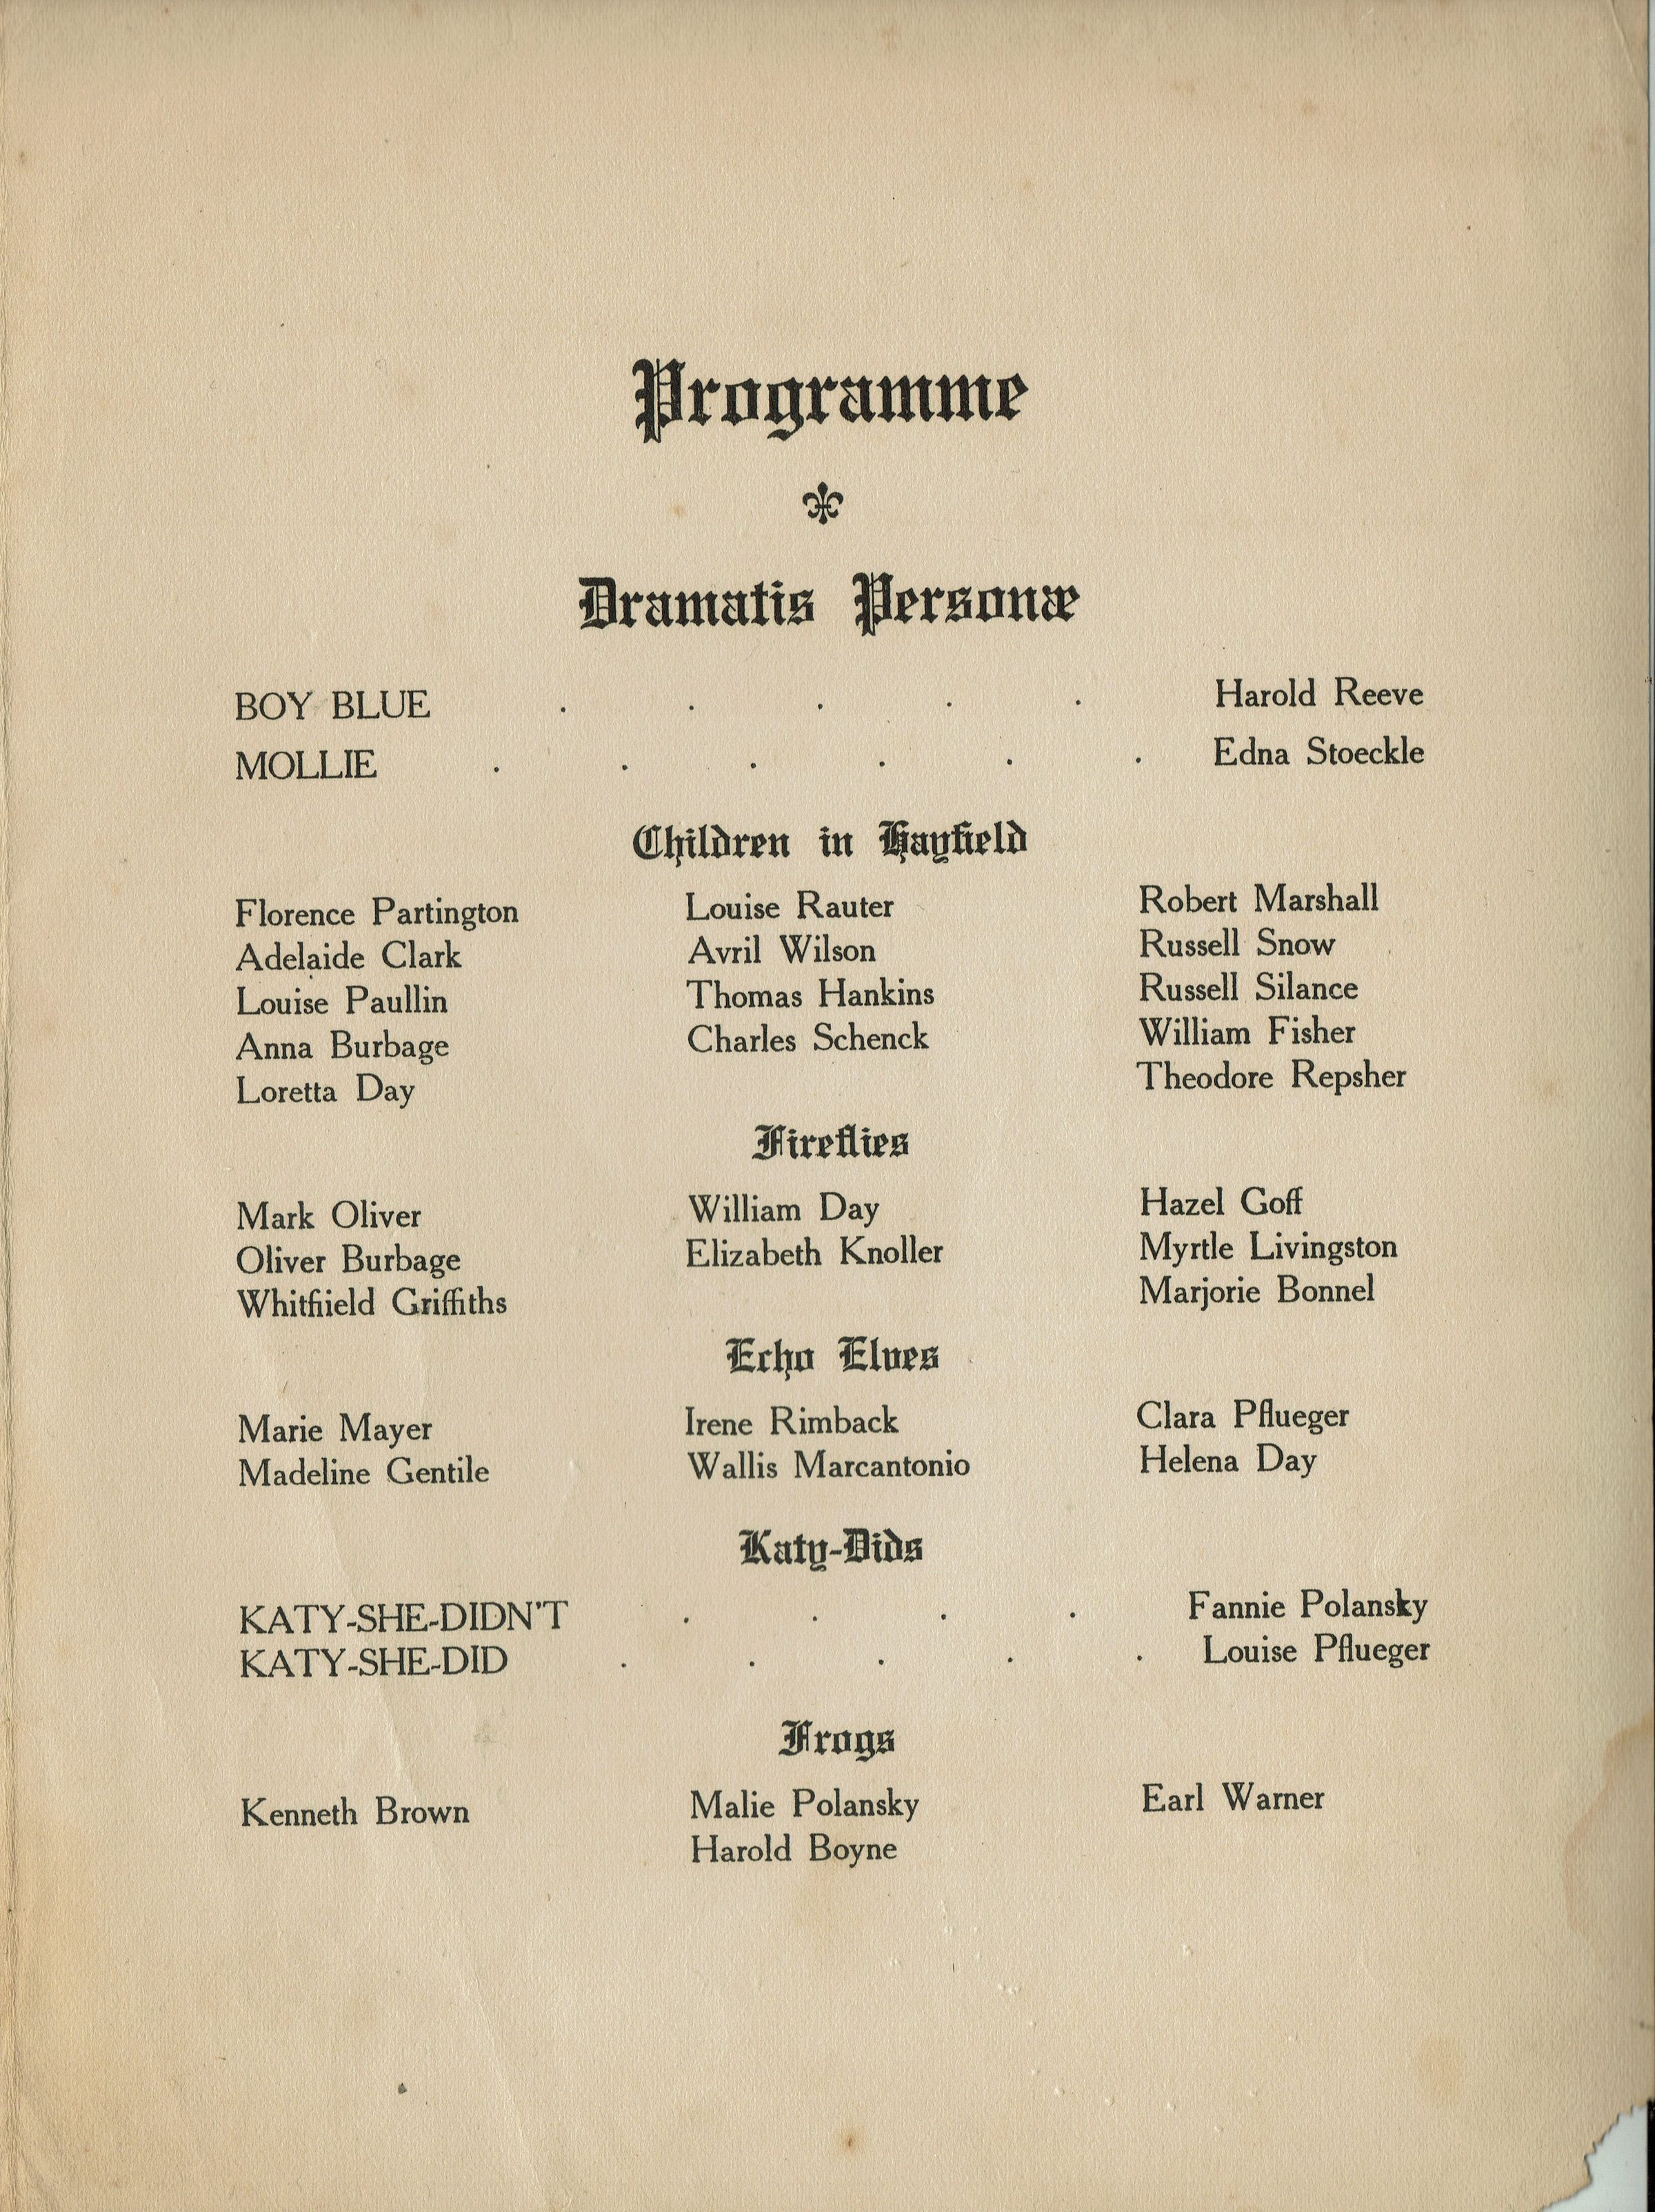 Programme
Dramatis Personæ
BOY BLUE . . . . . Harold Reeve
MOLLIE . . . . . . Edna Stoeckle
Children in Hayfield
Florence Partington Louise Rauter Robert Marshall
Adelaide Clark Avril Wilson Russell Snow
Louise Paullin Thomas Hankins Russell Silance
Anna Burbage Charles Schenck William Fisher
Loretta Day Theodore Repsher
Fireflies
Mark Oliver William Day Hazel Goff
Oliver Burbage Elizabeth Knoller Myrtle Livingston
Whitfiield Griffiths Marjorie Bonnel
Echo Elves
Marie Mayer Irene Rimback Clara Pflueger
Madeline Gentile Wallis Marcantonio Helena Day
Katy-Dids
KATY-SHE-DIDN'T . . . . Fannie Polansky
KATY-SHE-DID . . . . . Louise Pflueger
Frogs
Kenneth Brown Malie Polansky Earl Warner
Harold Boyne